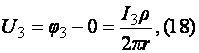 U₃ = φ₃ − 0 = I₃ρ / 2πr , (18)